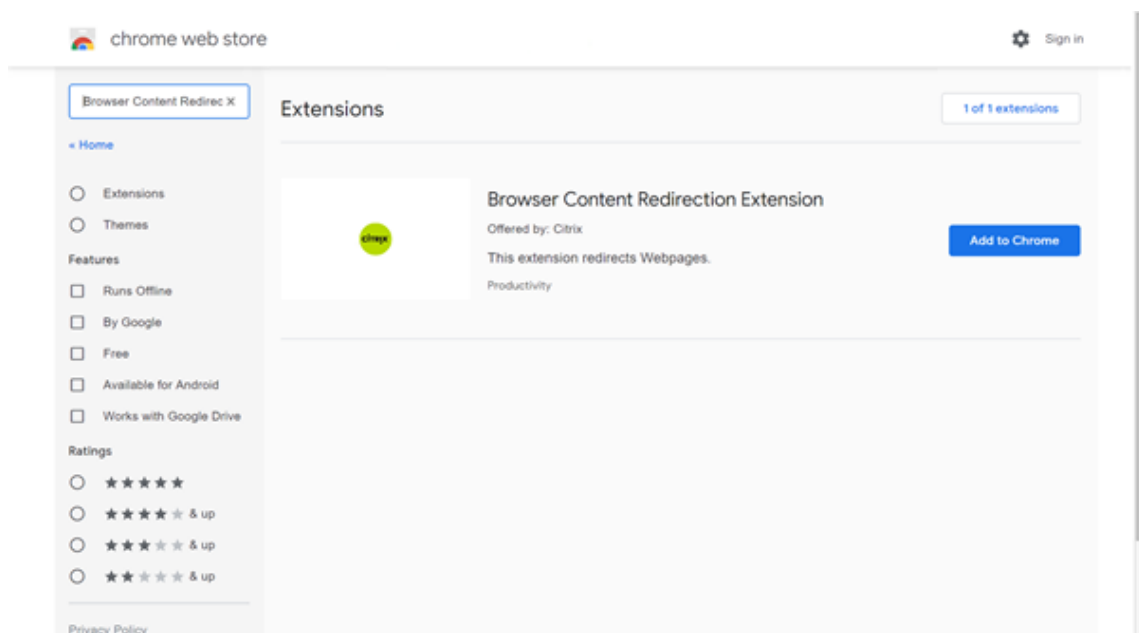 chrome web store
Sign in
Browser Content Redirec ×
Extensions
1 of 1 extensions
« Home
Extensions
Themes
Features
Runs Offline
By Google
Free
Available for Android
Works with Google Drive
Ratings
& up
& up
& up
Privacy Policy
citrix
Browser Content Redirection Extension
Offered by: Citrix
This extension redirects Webpages.
Productivity
Add to Chrome